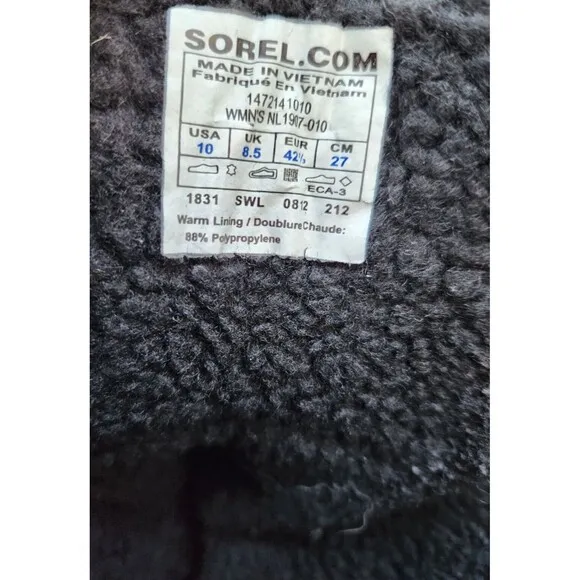 SOREL.COM
MADE IN VIETNAM
Fabriqué En Vietnam
1472141010
WMN'S NL1907-010
USA UK EUR CM
10 8.5 42½ 27
ECA-3
1831 SWL 0812 212
Warm Lining / DoublureChaude:
88% Polypropylene